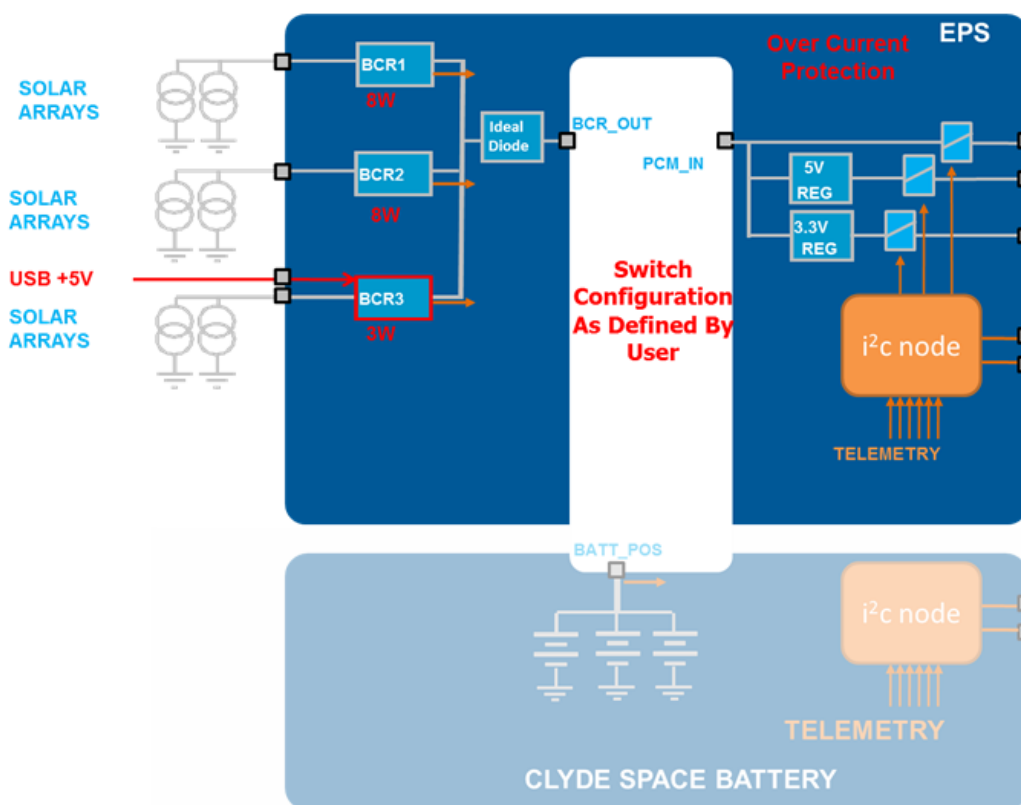 EPS
Over Current
Protection
SOLAR
ARRAYS
BCR1
8W
Ideal
Diode
BCR_OUT
PCM_IN
SOLAR
ARRAYS
BCR2
8W
5V
REG
3.3V
REG
USB +5V
SOLAR
ARRAYS
BCR3
3W
Switch
Configuration
As Defined By
User
i²c node
TELEMETRY
BATT_POS
i²c node
TELEMETRY
CLYDE SPACE BATTERY